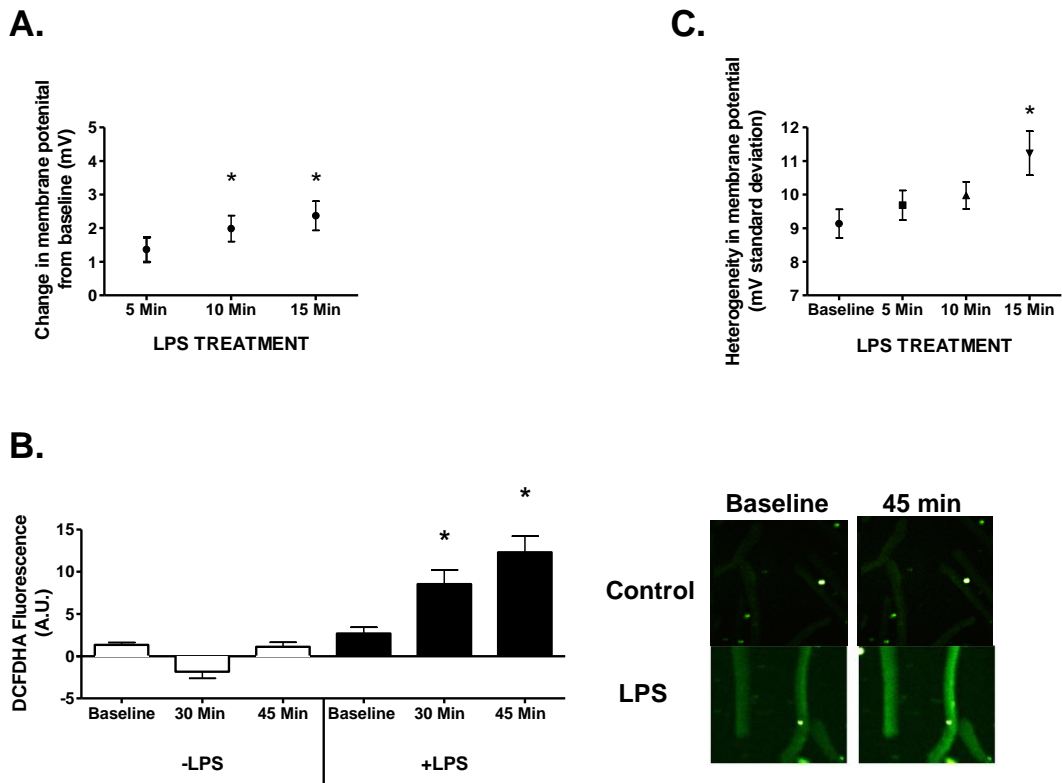 A.
Change in membrane potenital
from baseline (mV)
5
4
3
2
1
0
5 Min 10 Min 15 Min
* *
LPS TREATMENT
C.
Heterogeneity in membrane potential
(mV standard deviation)
12
11
10
9
8
7
*
Baseline 5 Min 10 Min 15 Min
LPS TREATMENT
B.
DCFDHA Fluorescence
(A.U.)
15
10
5
0
-5
* *
Baseline 30 Min 45 Min Baseline 30 Min 45 Min
-LPS +LPS
Baseline 45 min
Control
LPS